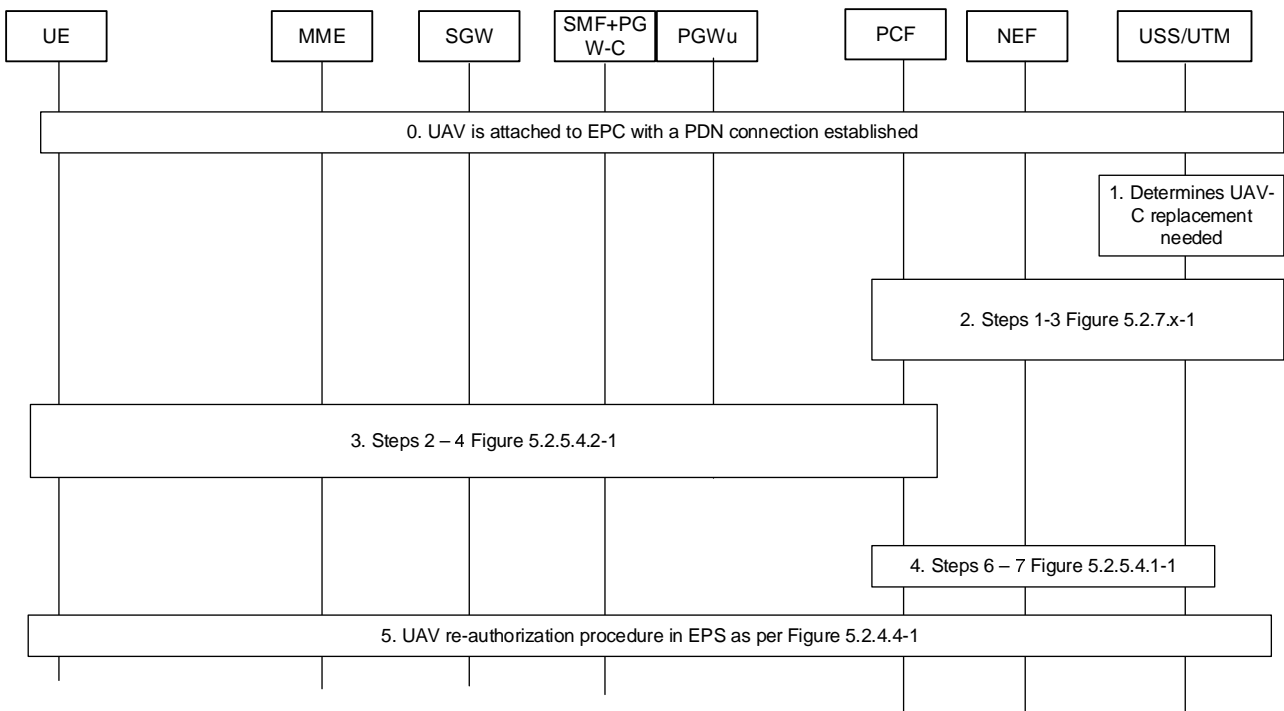 UE
MME
SGW
SMF+PG
W-C
PGWu
PCF
NEF
USS/UTM
0. UAV is attached to EPC with a PDN connection established
1. Determines UAV-
C replacement
needed
2. Steps 1-3 Figure 5.2.7.x-1
3. Steps 2 – 4 Figure 5.2.5.4.2-1
4. Steps 6 – 7 Figure 5.2.5.4.1-1
5. UAV re-authorization procedure in EPS as per Figure 5.2.4.4-1